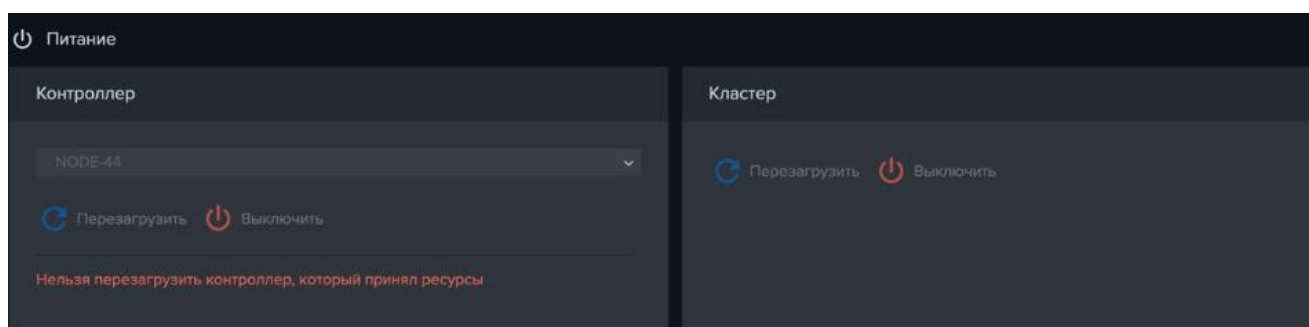 Питание
Контроллер
NODE-44
Перезагрузить Выключить
Нельзя перезагрузить контроллер, который принял ресурсы
Кластер
Перезагрузить Выключить